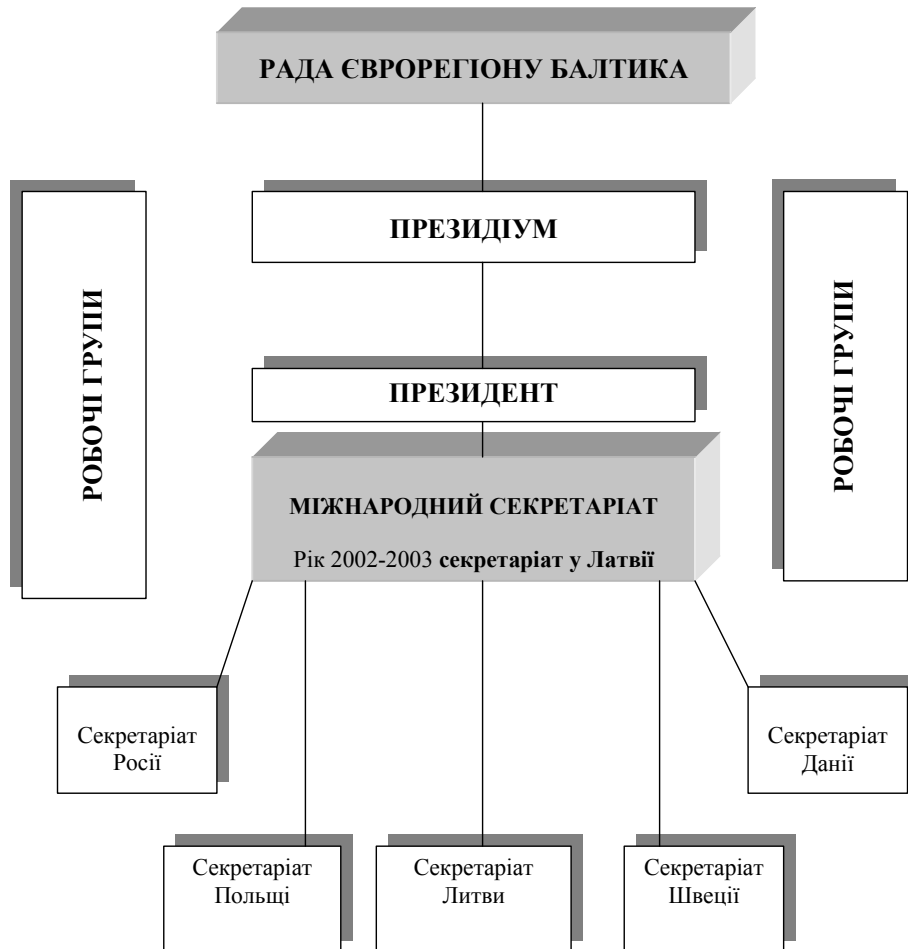 РАДА ЄВРОРЕГІОНУ БАЛТИКА
ПРЕЗИДІУМ
РОБОЧІ ГРУПИ
РОБОЧІ ГРУПИ
ПРЕЗИДЕНТ
МІЖНАРОДНИЙ СЕКРЕТАРІАТ
Рік 2002-2003 секретаріат у Латвії
Секретаріат
Росії
Секретаріат
Данії
Секретаріат
Польщі
Секретаріат
Литви
Секретаріат
Швеції